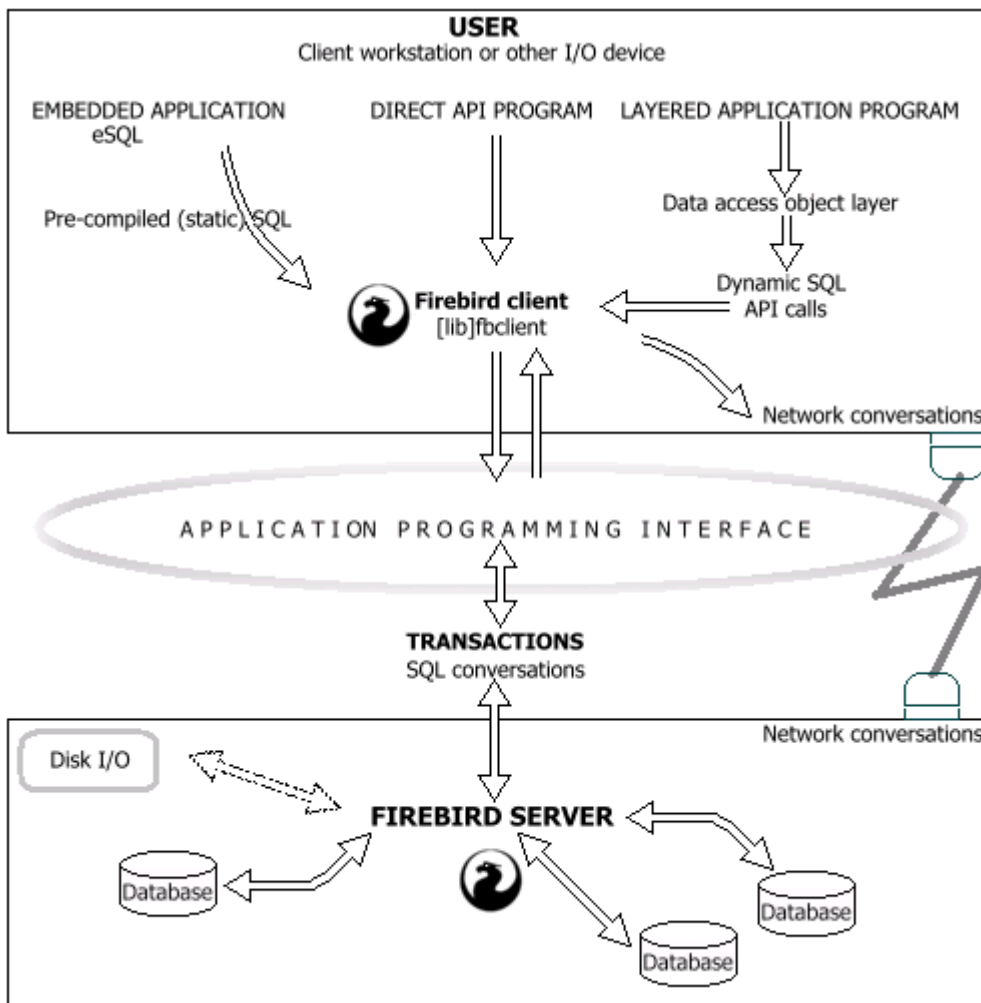 USER
Client workstation or other I/O device
EMBEDDED APPLICATION
eSQL
DIRECT API PROGRAM
LAYERED APPLICATION PROGRAM
Pre-compiled (static) SQL
Data access object layer
Dynamic SQL
API calls
Firebird client
[lib]fbclient
Network conversations
APPLICATION PROGRAMMING INTERFACE
TRANSACTIONS
SQL conversations
Network conversations
Disk I/O
FIREBIRD SERVER
Database
Database
Database